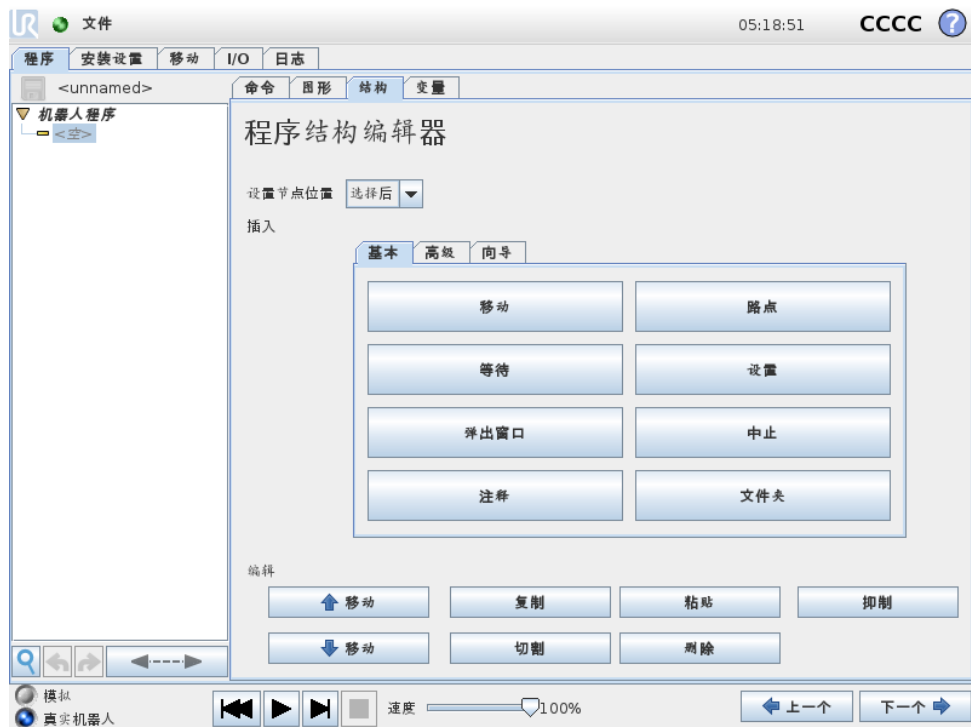 UR 文件 05:18:51 CCCC ?
程序 安装设置 移动 I/O 日志
<unnamed>
命令 图形 结构 变量
机器人程序
<空>
程序结构编辑器
设置节点位置 选择后
插入
基本 高级 向导
移动 路点
等待 设置
弹出窗口 中止
注释 文件夹
编辑
移动 复制 粘贴 抑制
移动 切割 删除
模拟
真实机器人
速度 100%
上一个 下一个